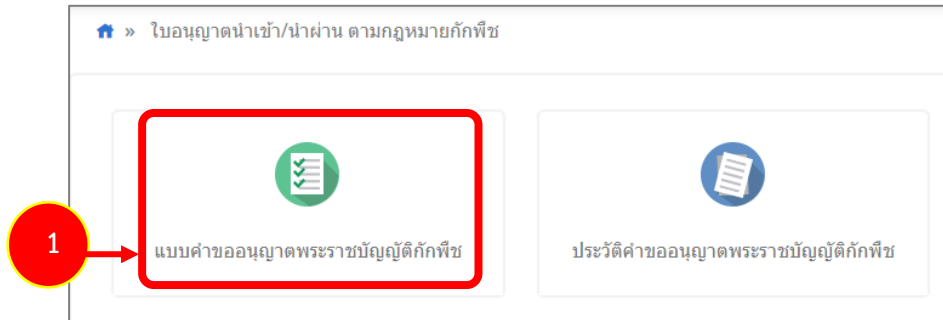 » ใบอนุญาตนำเข้า/นำผ่าน ตามกฎหมายกักพืช
1
แบบคำขออนุญาตพระราชบัญญัติกักพืช
ประวัติคำขออนุญาตพระราชบัญญัติกักพืช